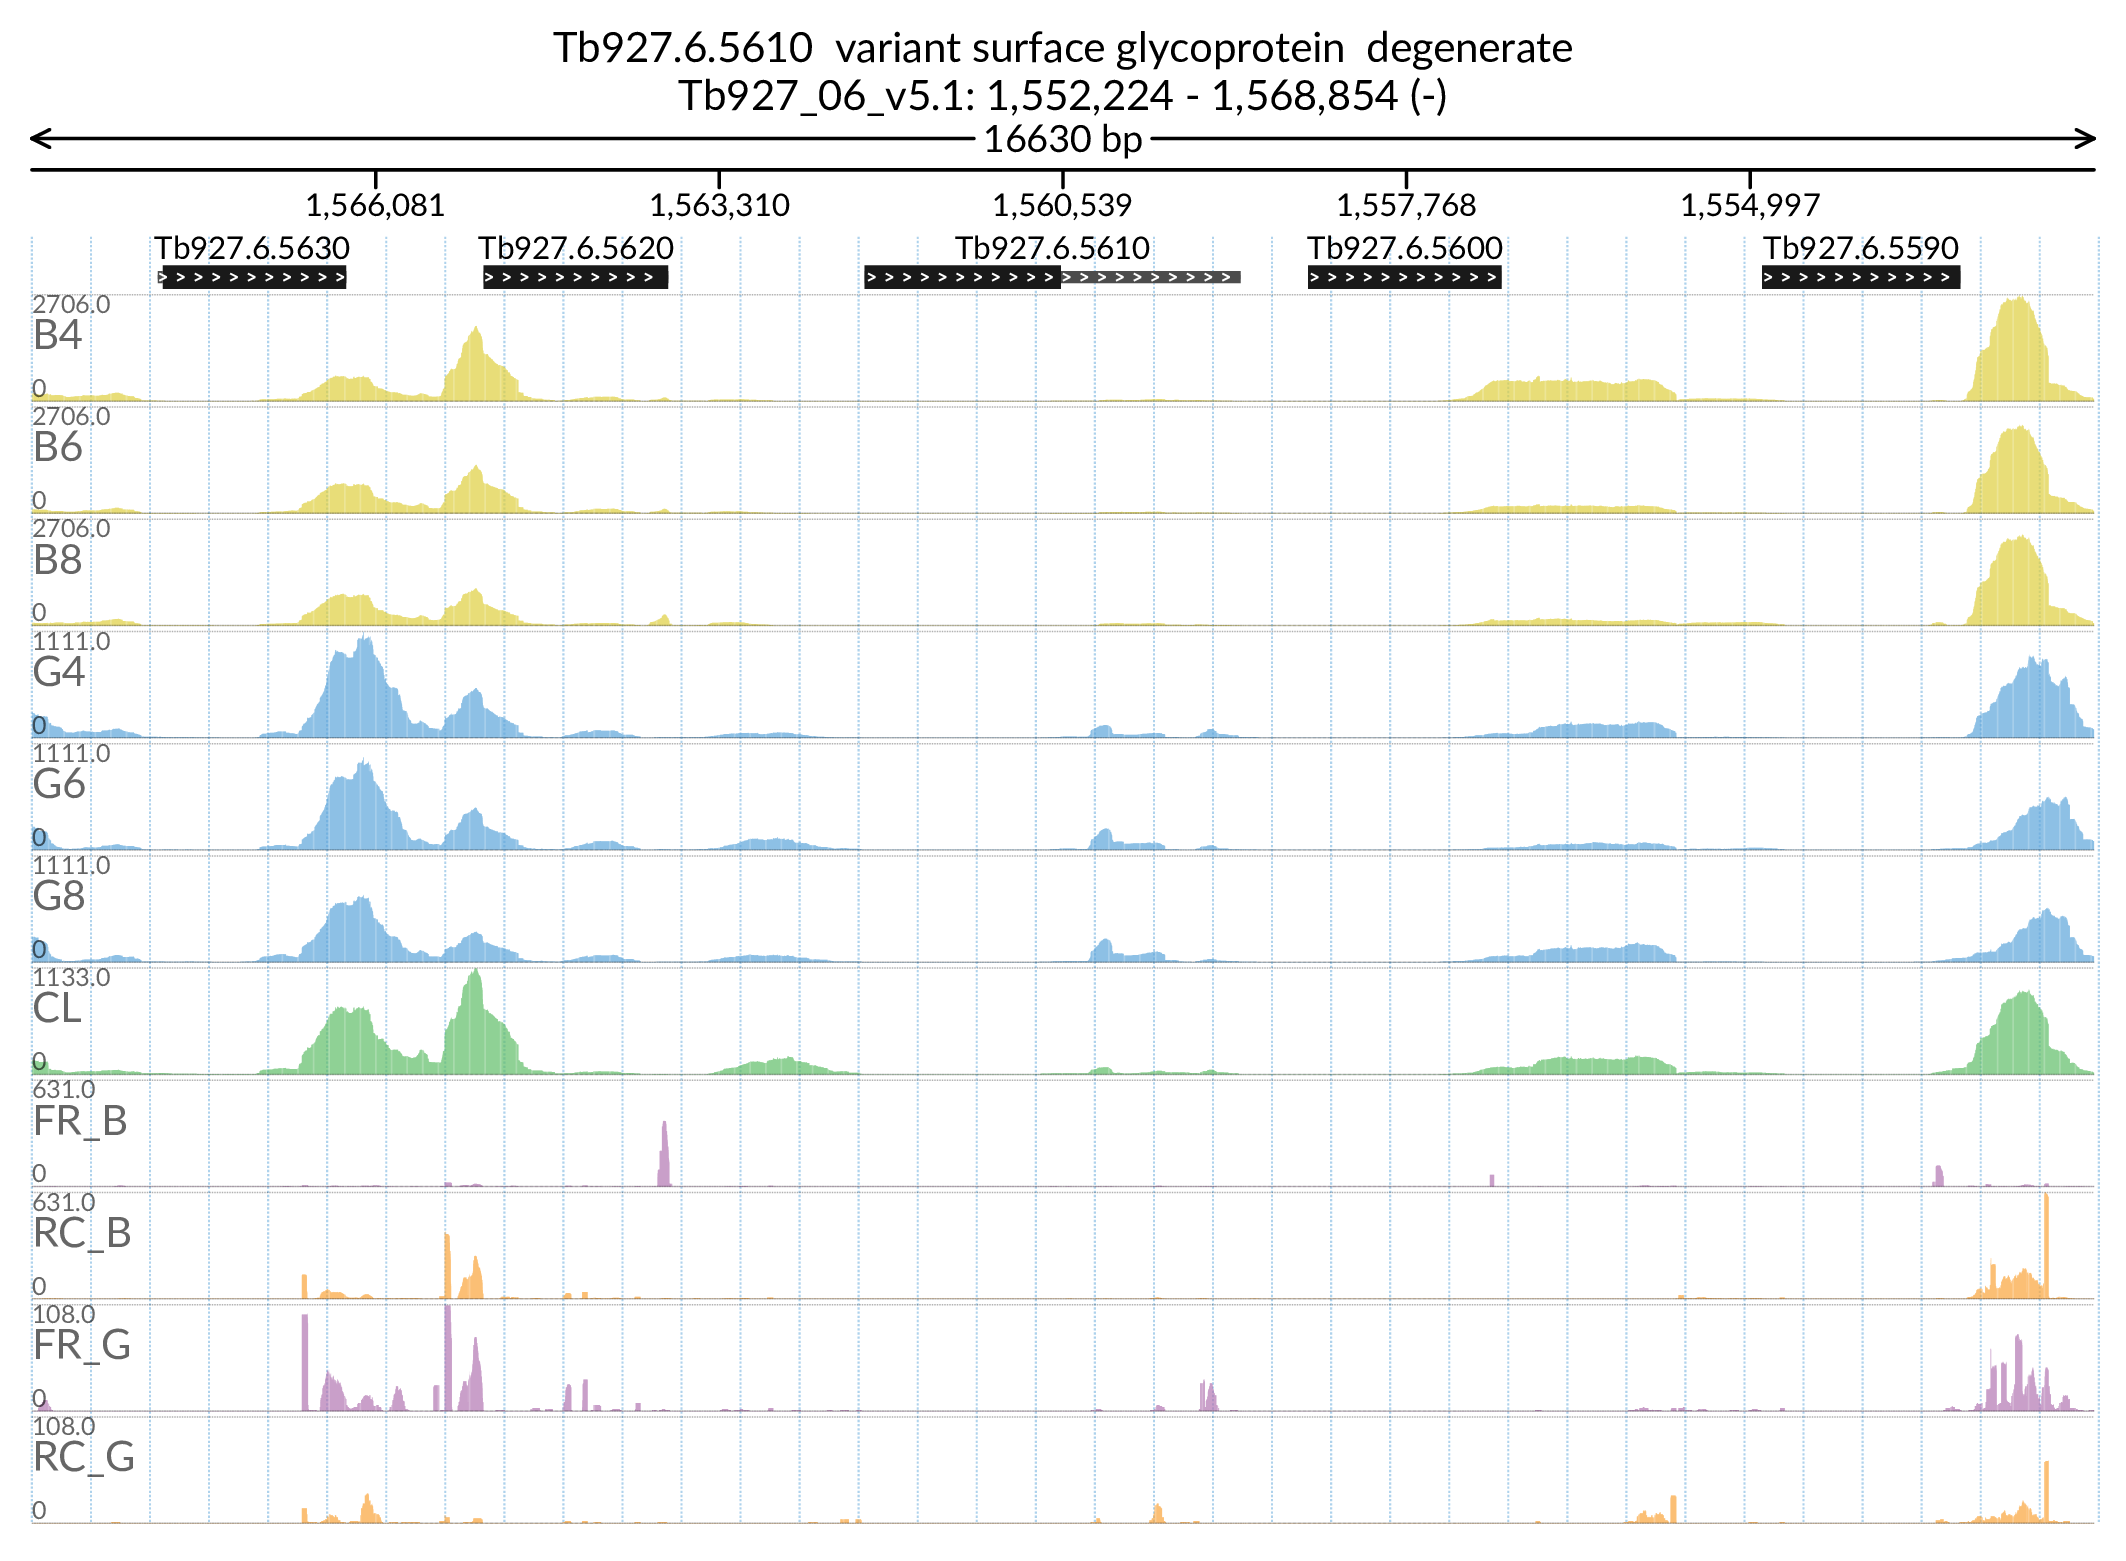 Tb927.6.5610 variant surface glycoprotein degenerate
Tb927_06_v5.1: 1,552,224 - 1,568,854 (-)
16630 bp
1,566,081 1,563,310 1,560,539 1,557,768 1,554,997
Tb927.6.5630 Tb927.6.5620 Tb927.6.5610 Tb927.6.5600 Tb927.6.5590
2706.0
B4
0
2706.0
B6
0
2706.0
B8
0
1111.0
G4
0
1111.0
G6
0
1111.0
G8
0
1133.0
CL
0
631.0
FR_B
0
631.0
RC_B
0
108.0
FR_G
0
108.0
RC_G
0